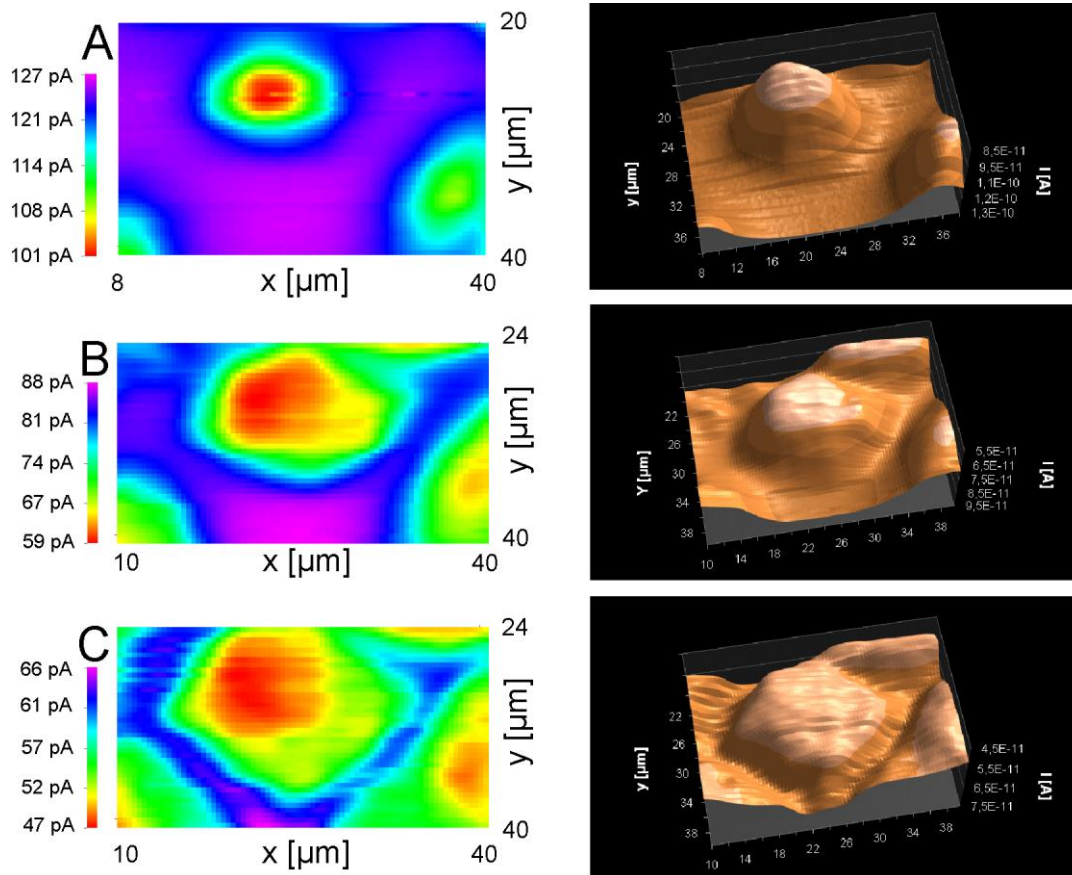 A
127 pA
121 pA
114 pA
108 pA
101 pA
8
x [µm]
40
20
y [µm]
40
20
24
28
32
36
y [µm]
8
12
16
20
24
28
32
36
8,5E-11
9,5E-11
1,1E-10
1,2E-10
1,3E-10
I [A]
B
88 pA
81 pA
74 pA
67 pA
59 pA
10
x [µm]
40
24
y [µm]
40
22
26
30
34
38
Y [µm]
10
14
18
22
26
30
34
38
5,5E-11
6,5E-11
7,5E-11
8,5E-11
9,5E-11
I [A]
C
66 pA
61 pA
57 pA
52 pA
47 pA
10
x [µm]
40
24
y [µm]
40
22
26
30
34
38
y [µm]
10
14
18
22
26
30
34
38
4,5E-11
5,5E-11
6,5E-11
7,5E-11
I [A]